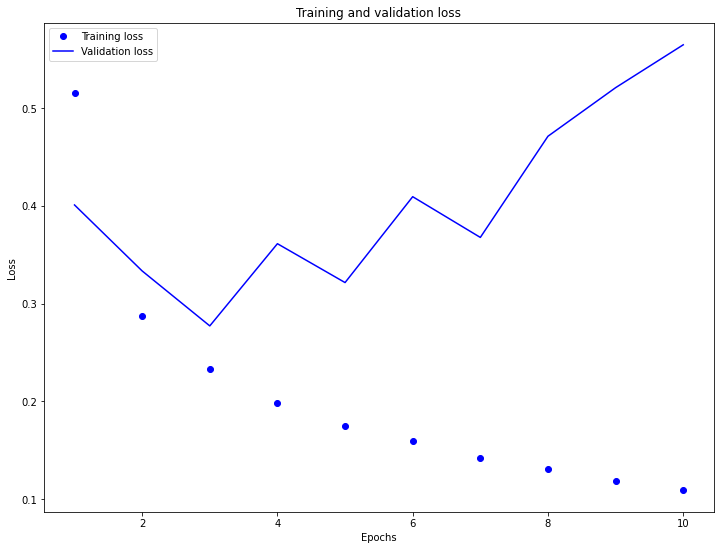 Training and validation loss
Training loss
Validation loss
0.5
0.4
0.3
0.2
0.1
Loss
2
4
6
8
10
Epochs